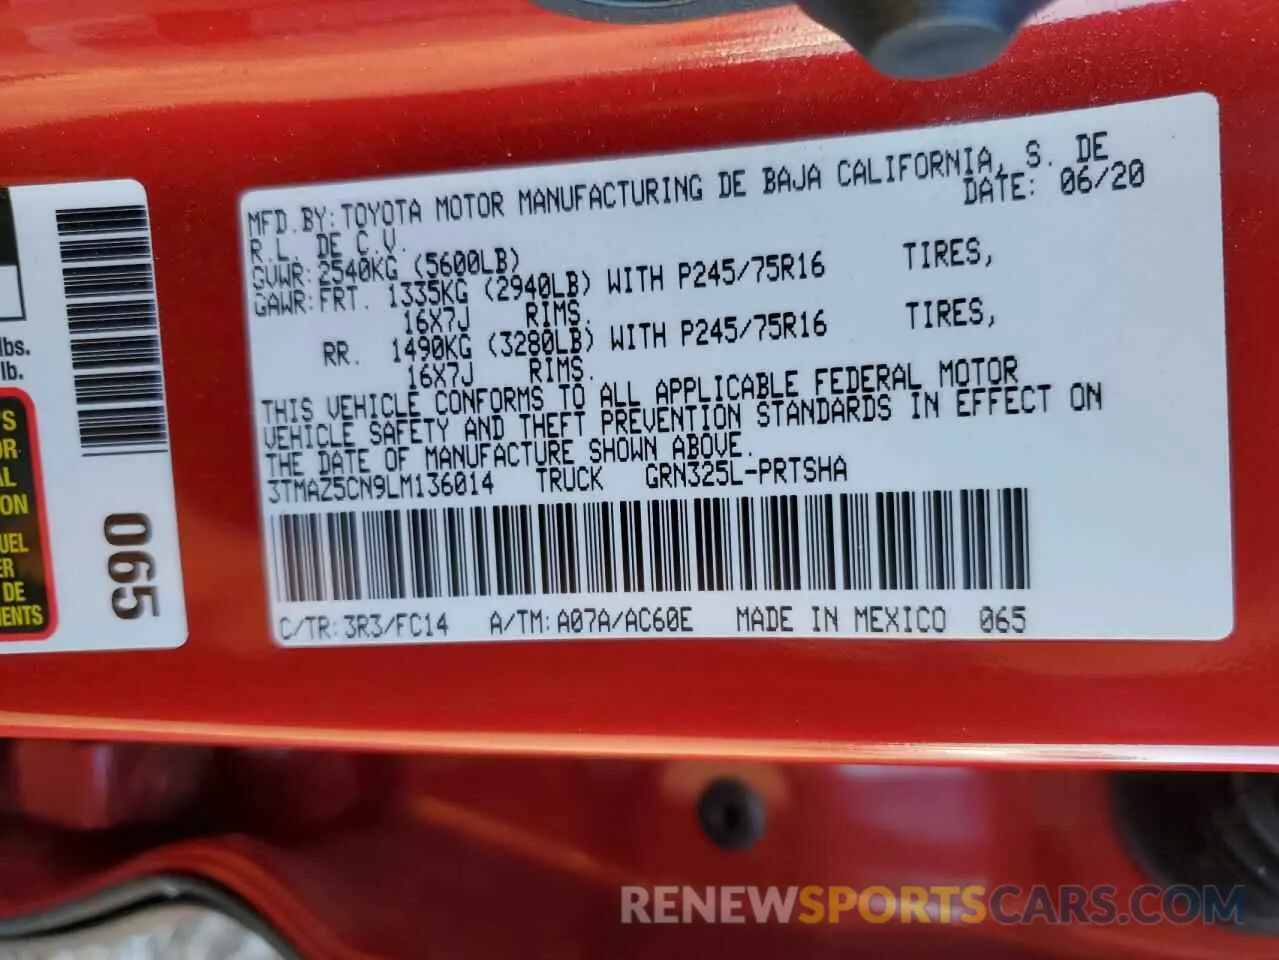 MFD.BY:TOYOTA MOTOR MANUFACTURING DE BAJA CALIFORNIA, S. DE
R.L. DE C.V. DATE: 06/20
GVWR:2540KG (5600LB)
GAWR:FRT. 1335KG (2940LB) WITH P245/75R16 TIRES,
16X7J RIMS.
RR. 1490KG (3280LB) WITH P245/75R16 TIRES,
16X7J RIMS.
THIS VEHICLE CONFORMS TO ALL APPLICABLE FEDERAL MOTOR
VEHICLE SAFETY AND THEFT PREVENTION STANDARDS IN EFFECT ON
THE DATE OF MANUFACTURE SHOWN ABOVE.
3TMAZ5CN9LM136014 TRUCK GRN325L-PRTSHA
C/TR:3R3/FC14 A/TM:A07A/AC60E MADE IN MEXICO 065
lbs.
lb.
DE
065
RENEWSPORTSCARS.COM